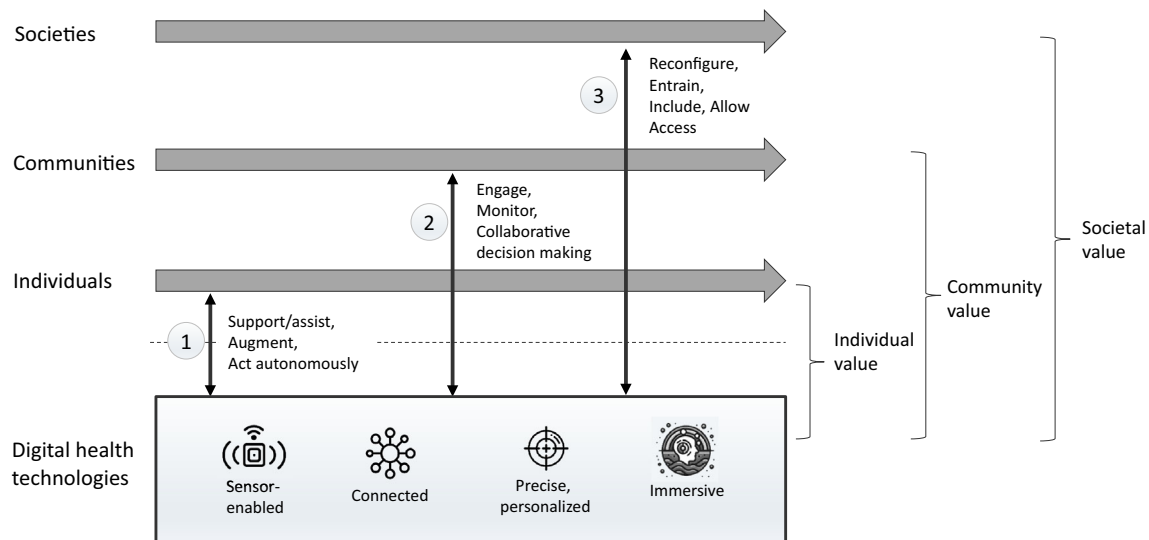 Societies
3
Reconfigure,
Entrain,
Include, Allow
Access
Communities
2
Engage,
Monitor,
Collaborative
decision making
Societal
value
Individuals
Community
value
1
Support/assist,
Augment,
Act autonomously
Individual
value
Digital health
technologies
Sensor-
enabled
Connected
Precise,
personalized
Immersive